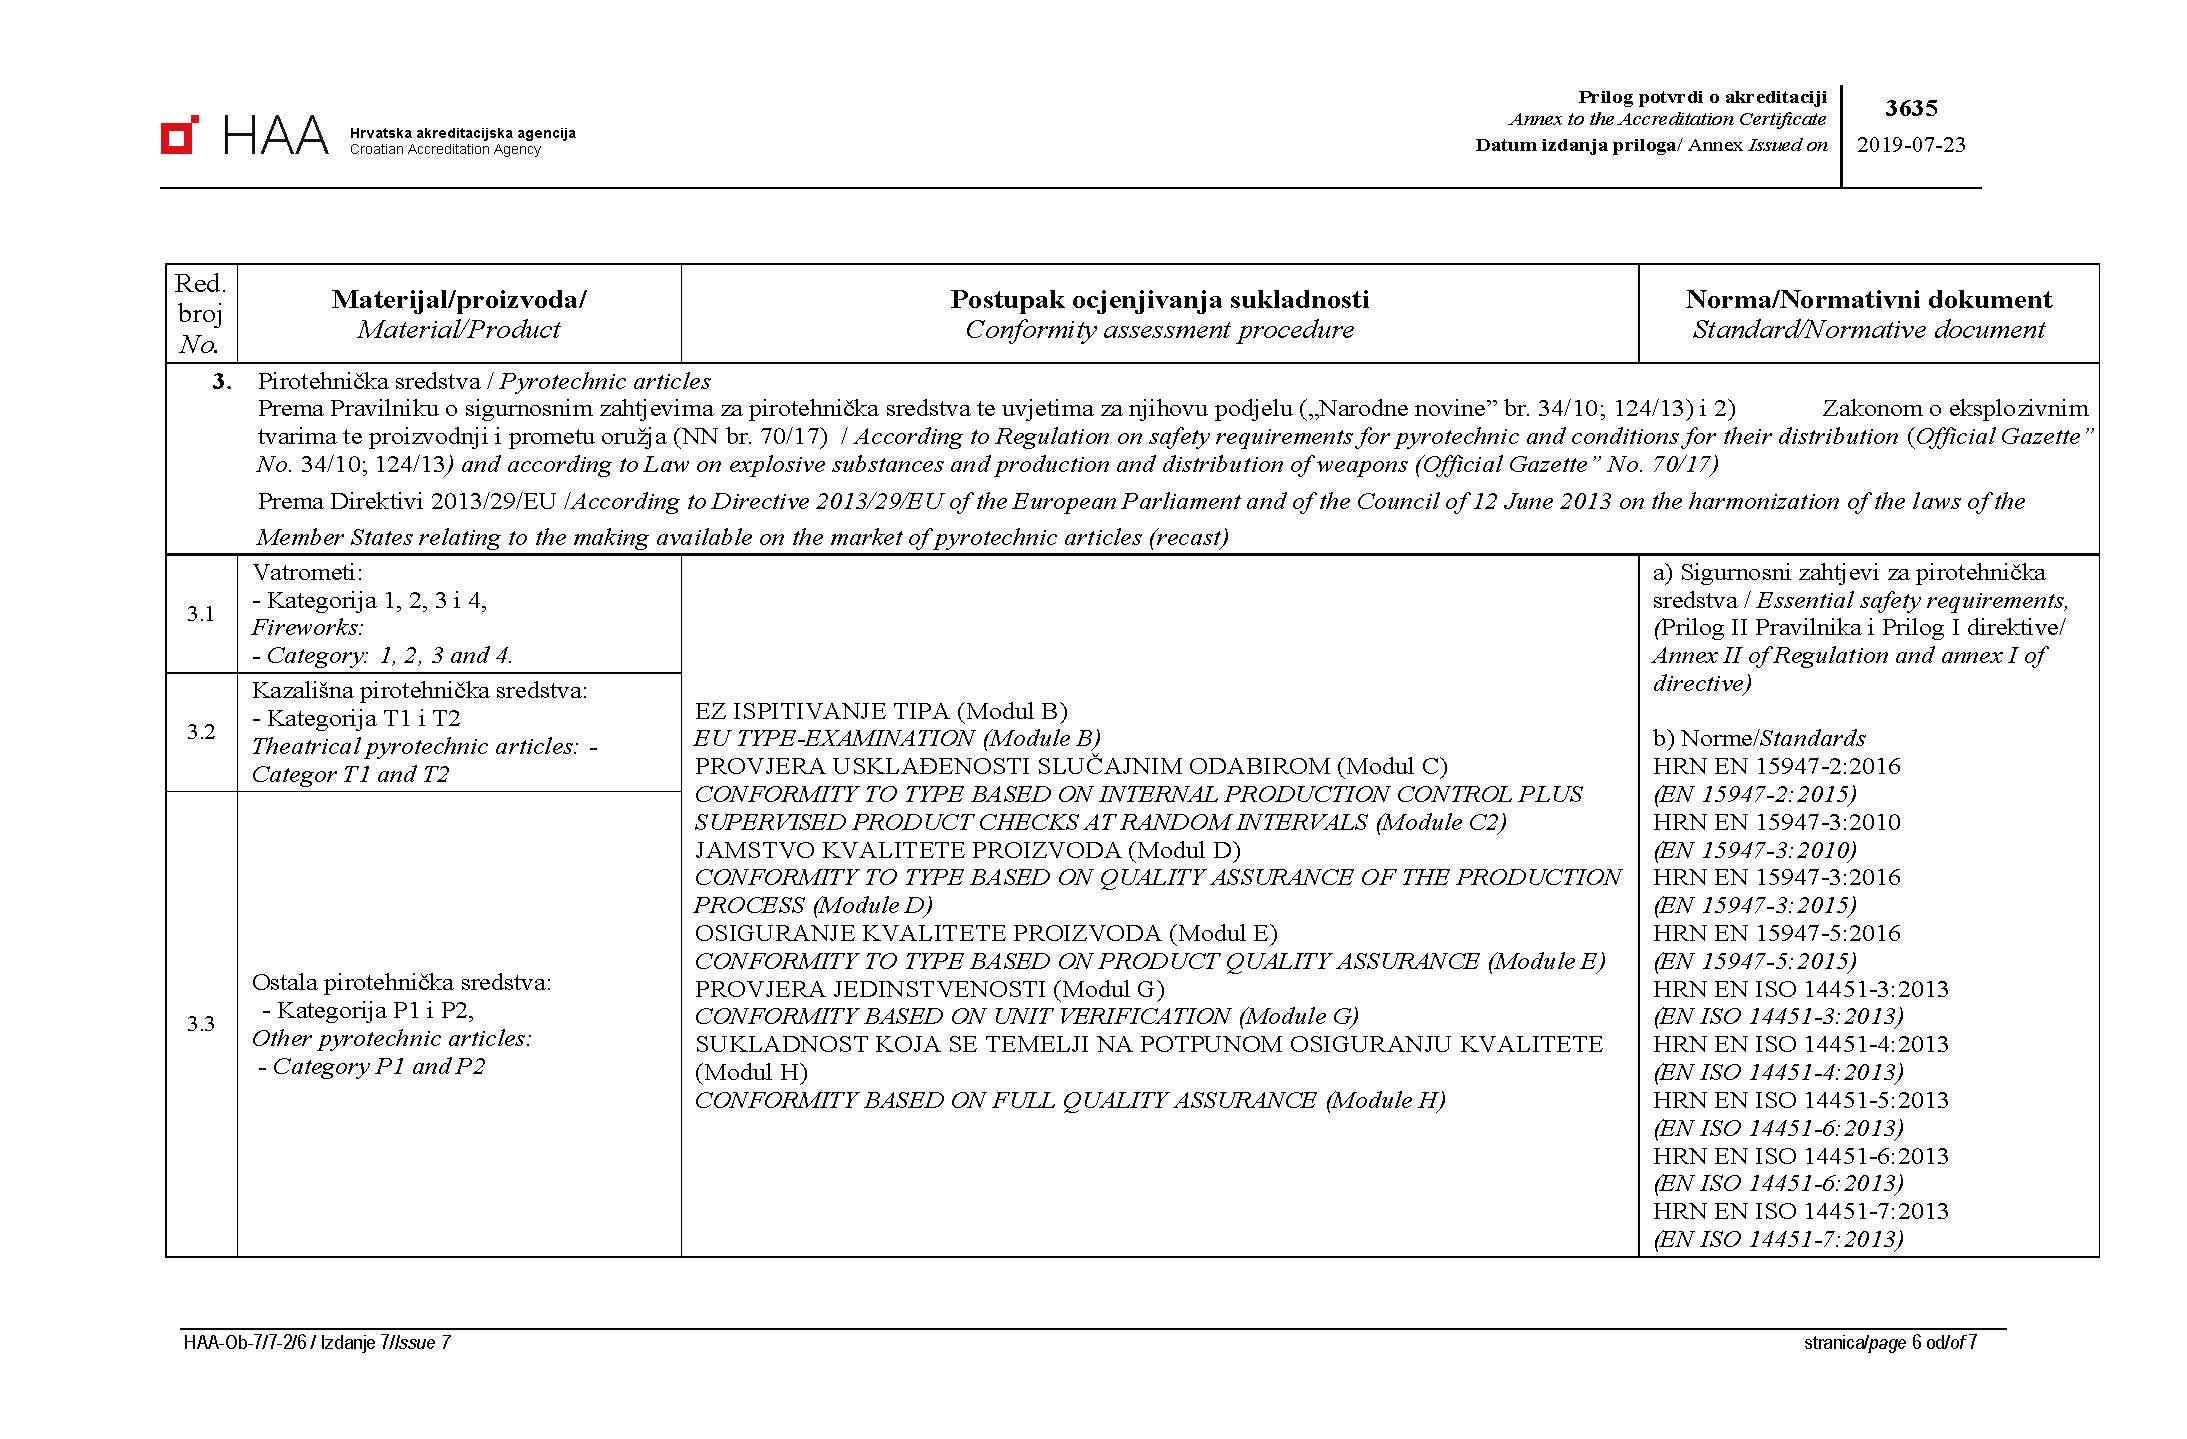 HAA
Hrvatska akreditacijska agencija
Croatian Accreditation Agency
Prilog potvrdi o akreditaciji
Annex to the Accreditation Certificate
Datum izdanja priloga/ Annex Issued on
3635
2019-07-23
Red.
broj
No.
Materijal/proizvoda/
Material/Product
Postupak ocjenjivanja sukladnosti
Conformity assessment procedure
Norma/Normativni dokument
Standard/Normative document
3. Pirotehnička sredstva / Pyrotechnic articles
Prema Pravilniku o sigurnosnim zahtjevima za pirotehnička sredstva te uvjetima za njihovu podjelu („Narodne novine” br. 34/10; 124/13) i 2) Zakonom o eksplozivnim
tvarima te proizvodnji i prometu oružja (NN br. 70/17) / According to Regulation on safety requirements for pyrotechnic and conditions for their distribution (Official Gazette”
No. 34/10; 124/13) and according to Law on explosive substances and production and distribution of weapons (Official Gazette” No. 70/17)
Prema Direktivi 2013/29/EU /According to Directive 2013/29/EU of the European Parliament and of the Council of 12 June 2013 on the harmonization of the laws of the
Member States relating to the making available on the market of pyrotechnic articles (recast)
3.1
Vatrometi:
- Kategorija 1, 2, 3 i 4,
Fireworks:
- Category: 1, 2, 3 and 4.
3.2
Kazališna pirotehnička sredstva:
- Kategorija T1 i T2
Theatrical pyrotechnic articles: -
Categor T1 and T2
3.3
Ostala pirotehnička sredstva:
- Kategorija P1 i P2,
Other pyrotechnic articles:
- Category P1 and P2
EZ ISPITIVANJE TIPA (Modul B)
EU TYPE-EXAMINATION (Module B)
PROVJERA USKLAĐENOSTI SLUČAJNIM ODABIROM (Modul C)
CONFORMITY TO TYPE BASED ON INTERNAL PRODUCTION CONTROL PLUS
SUPERVISED PRODUCT CHECKS AT RANDOM INTERVALS (Module C2)
JAMSTVO KVALITETE PROIZVODA (Modul D)
CONFORMITY TO TYPE BASED ON QUALITY ASSURANCE OF THE PRODUCTION
PROCESS (Module D)
OSIGURANJE KVALITETE PROIZVODA (Modul E)
CONFORMITY TO TYPE BASED ON PRODUCT QUALITY ASSURANCE (Module E)
PROVJERA JEDINSTVENOSTI (Modul G)
CONFORMITY BASED ON UNIT VERIFICATION (Module G)
SUKLADNOST KOJA SE TEMELJI NA POTPUNOM OSIGURANJU KVALITETE
(Modul H)
CONFORMITY BASED ON FULL QUALITY ASSURANCE (Module H)
a) Sigurnosni zahtjevi za pirotehnička
sredstva / Essential safety requirements,
(Prilog II Pravilnika i Prilog I direktive/
Annex II of Regulation and annex I of
directive)
b) Norme/Standards
HRN EN 15947-2:2016
(EN 15947-2:2015)
HRN EN 15947-3:2010
(EN 15947-3:2010)
HRN EN 15947-3:2016
(EN 15947-3:2015)
HRN EN 15947-5:2016
(EN 15947-5:2015)
HRN EN ISO 14451-3:2013
(EN ISO 14451-3:2013)
HRN EN ISO 14451-4:2013
(EN ISO 14451-4:2013)
HRN EN ISO 14451-5:2013
(EN ISO 14451-6:2013)
HRN EN ISO 14451-6:2013
(EN ISO 14451-6:2013)
HRN EN ISO 14451-7:2013
(EN ISO 14451-7:2013)
HAA-Ob-7/7-2/6 / Izdanje 7/Issue 7
stranica/page 6 od/of 7